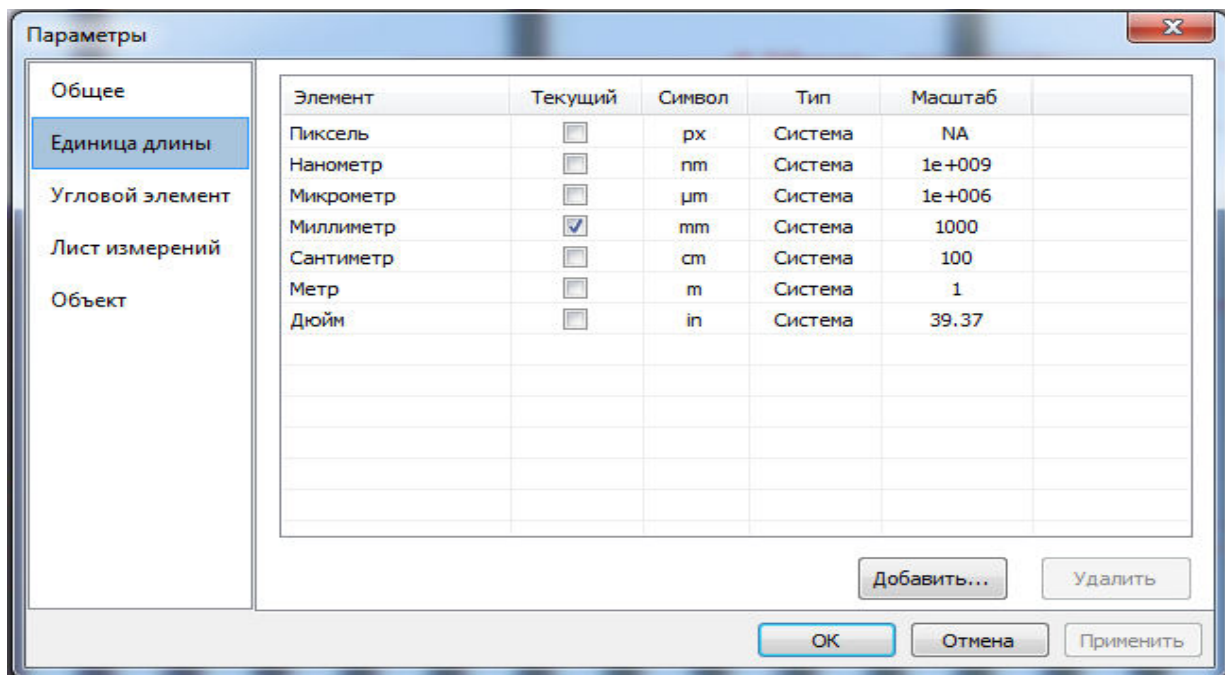 Параметры
Общее
Единица длины
Угловой элемент
Лист измерений
Объект
Элемент Текущий Символ Тип Масштаб
Пиксель px Система NA
Нанометр nm Система 1e+009
Микрометр µm Система 1e+006
Миллиметр mm Система 1000
Сантиметр cm Система 100
Метр m Система 1
Дюйм in Система 39.37
Добавить... Удалить
OK Отмена Применить